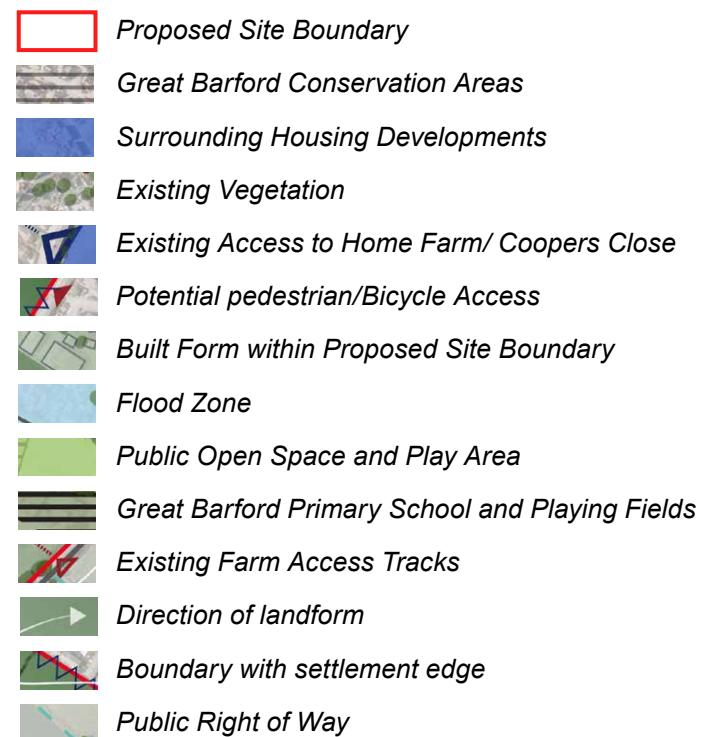 Proposed Site Boundary
Great Barford Conservation Areas
Surrounding Housing Developments
Existing Vegetation
Existing Access to Home Farm/ Coopers Close
Potential pedestrian/Bicycle Access
Built Form within Proposed Site Boundary
Flood Zone
Public Open Space and Play Area
Great Barford Primary School and Playing Fields
Existing Farm Access Tracks
Direction of landform
Boundary with settlement edge
Public Right of Way